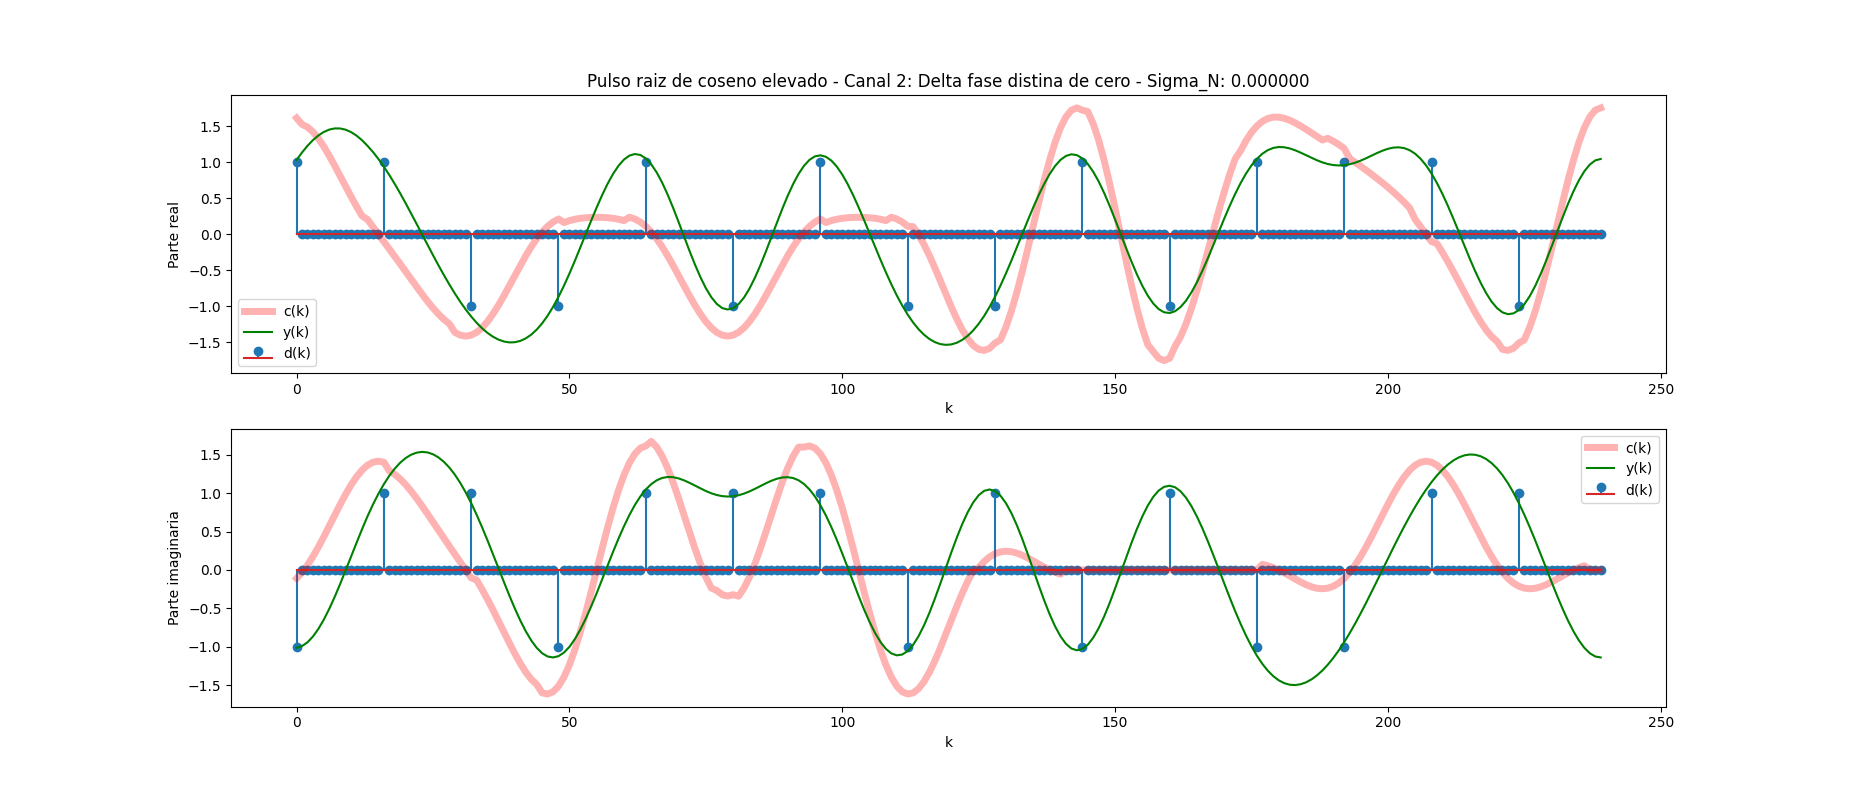 Pulso raiz de coseno elevado - Canal 2: Delta fase distina de cero - Sigma_N: 0.000000
Parte real
1.5
1.0
0.5
0.0
−0.5
−1.0
−1.5
c(k)
y(k)
d(k)
0
50
100
150
200
250
k
Parte imaginaria
1.5
1.0
0.5
0.0
−0.5
−1.0
−1.5
c(k)
y(k)
d(k)
0
50
100
150
200
250
k